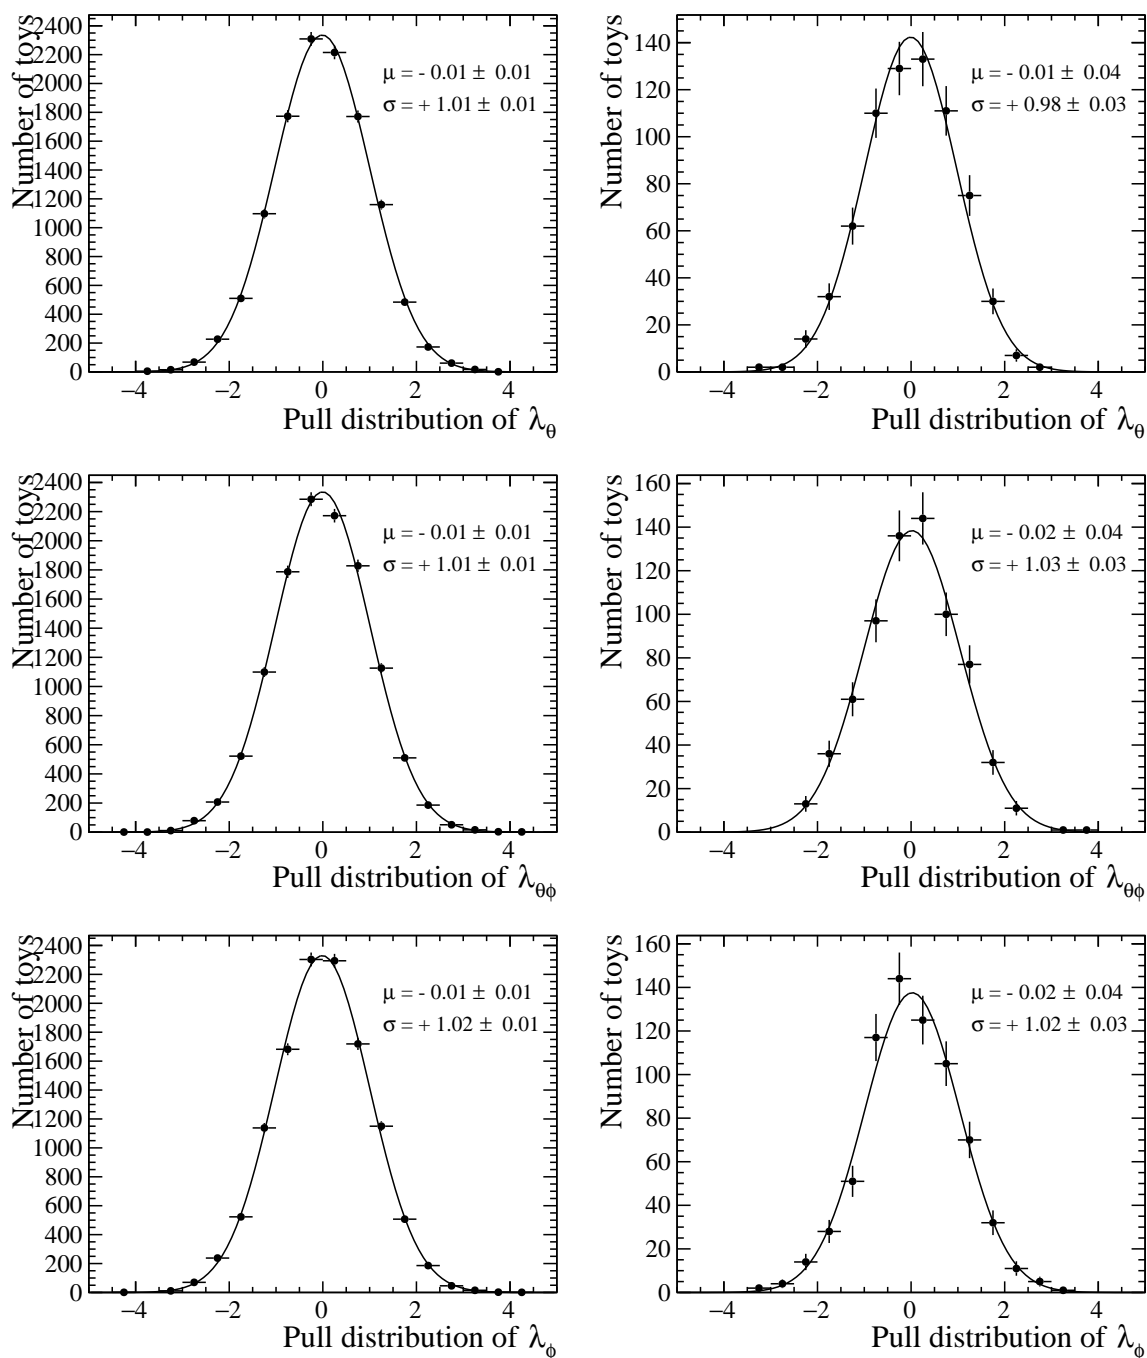 Number of toys
2400
2200
2000
1800
1600
1400
1200
1000
800
600
400
200
0
μ = - 0.01 ± 0.01
σ = + 1.01 ± 0.01
−4 −2 0 2 4
Pull distribution of λθ
Number of toys
140
120
100
80
60
40
20
0
μ = - 0.01 ± 0.04
σ = + 0.98 ± 0.03
−4 −2 0 2 4
Pull distribution of λθ
Number of toys
2400
2200
2000
1800
1600
1400
1200
1000
800
600
400
200
0
μ = - 0.01 ± 0.01
σ = + 1.01 ± 0.01
−4 −2 0 2 4
Pull distribution of λθϕ
Number of toys
160
140
120
100
80
60
40
20
0
μ = - 0.02 ± 0.04
σ = + 1.03 ± 0.03
−4 −2 0 2 4
Pull distribution of λθϕ
Number of toys
2400
2200
2000
1800
1600
1400
1200
1000
800
600
400
200
0
μ = - 0.01 ± 0.01
σ = + 1.02 ± 0.01
−4 −2 0 2 4
Pull distribution of λϕ
Number of toys
160
140
120
100
80
60
40
20
0
μ = - 0.02 ± 0.04
σ = + 1.02 ± 0.03
−4 −2 0 2 4
Pull distribution of λϕ